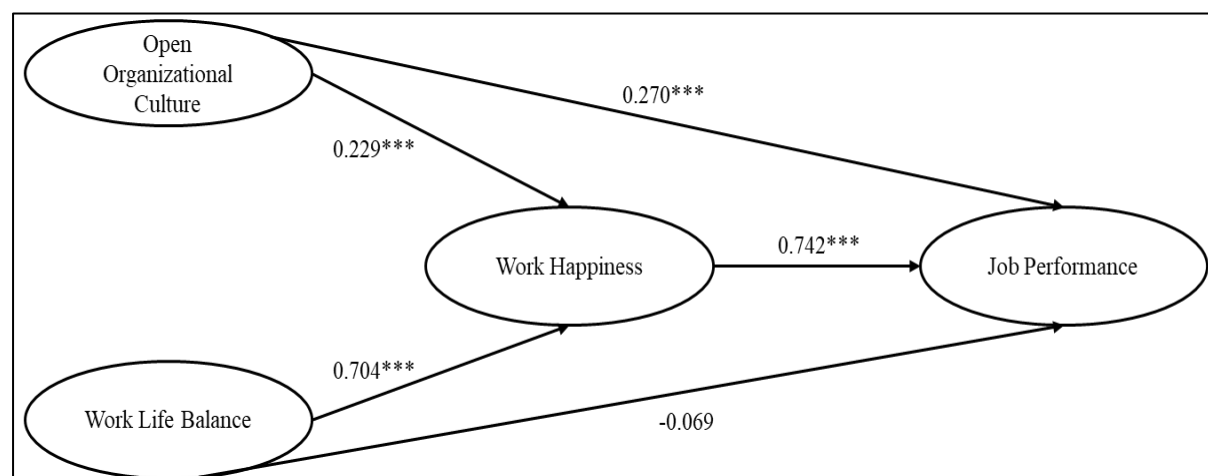 Open
Organizational
Culture
0.270***
0.229***
Work Happiness
0.742***
Job Performance
0.704***
Work Life Balance
-0.069